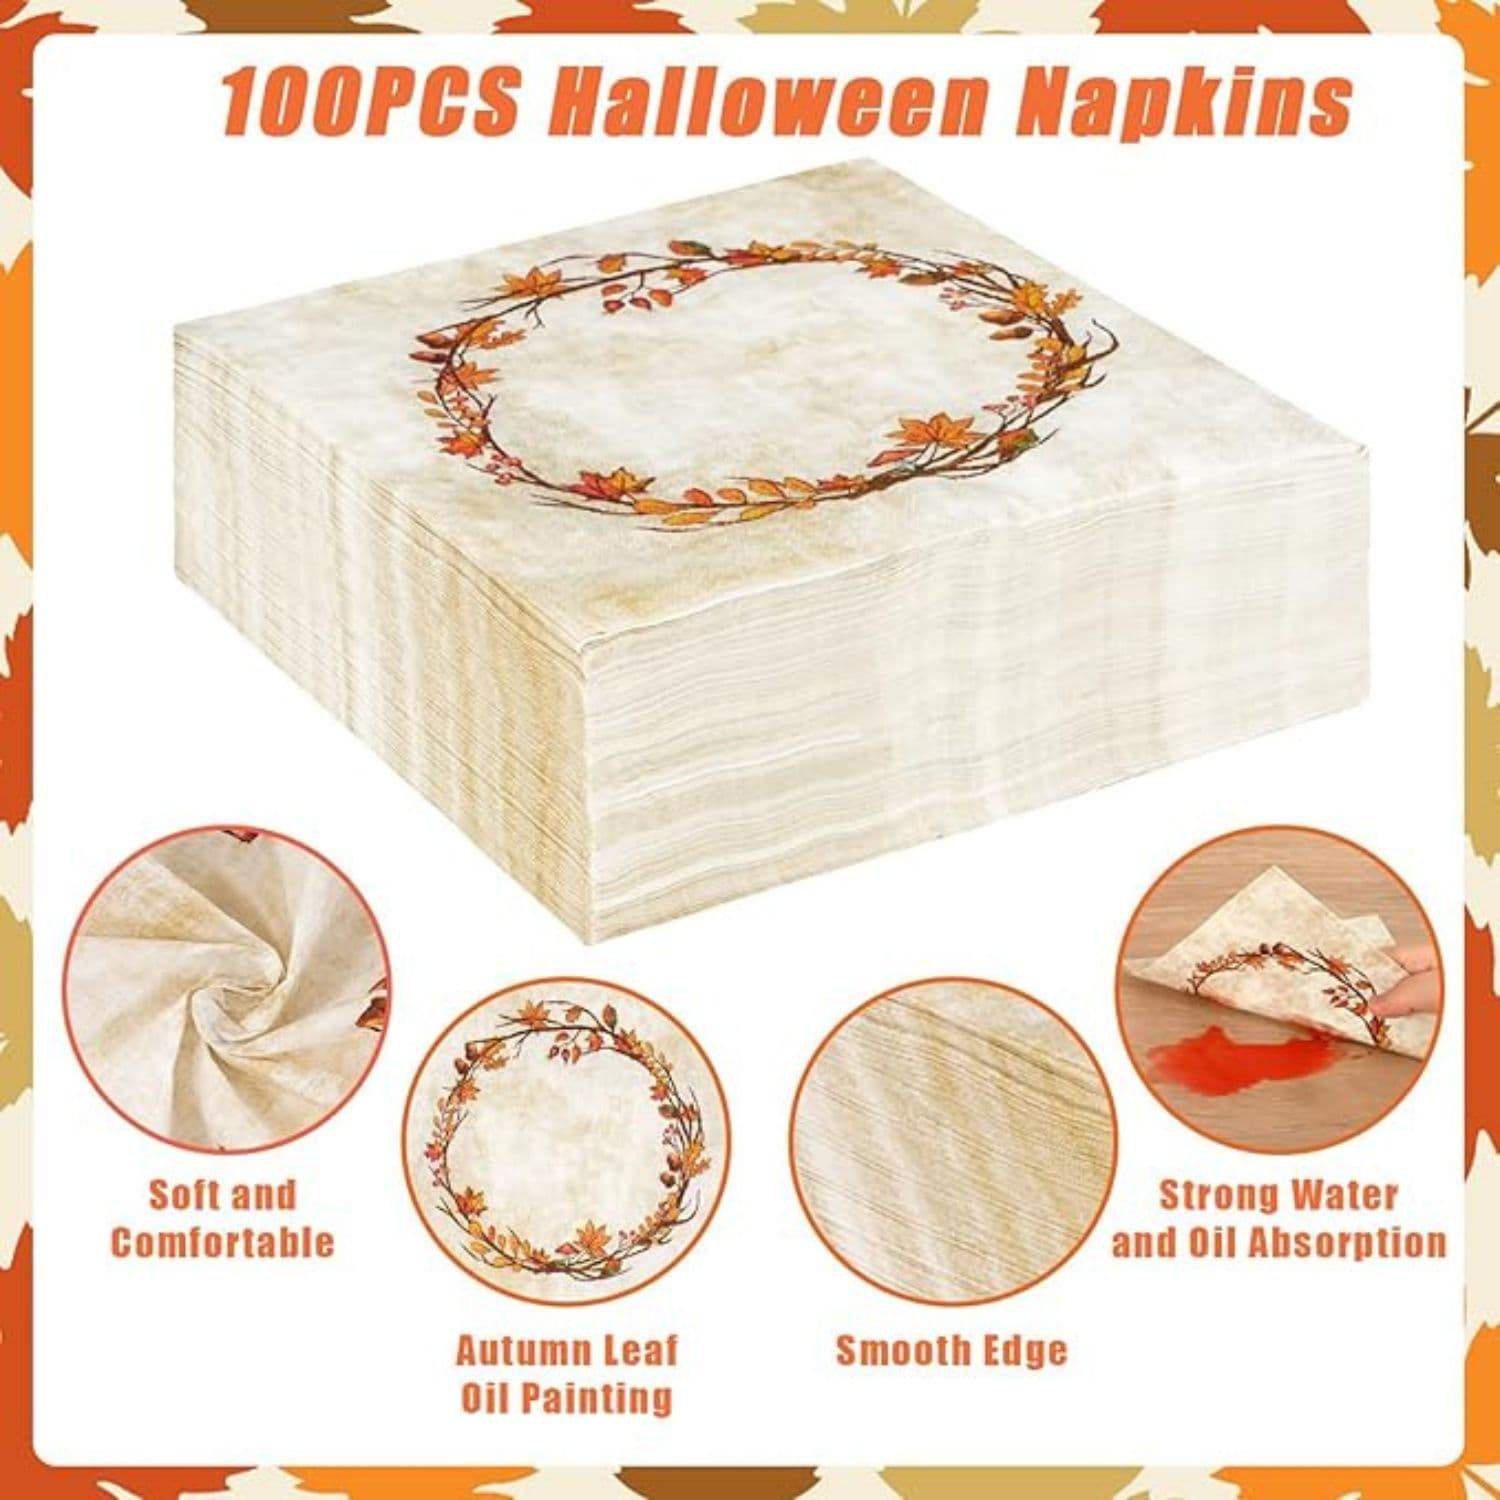 100PCS Halloween Napkins
Soft and
Comfortable
Autumn Leaf
Oil Painting
Smooth Edge
Strong Water
and Oil Absorption